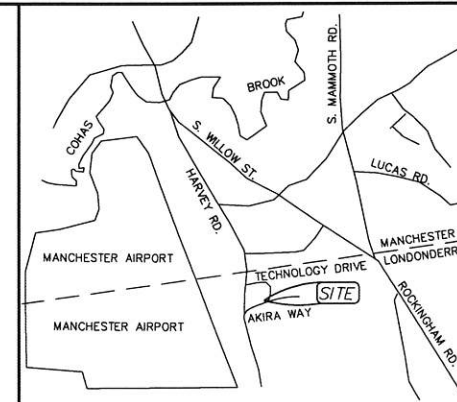 BROOK
S. MAMMOTH RD.
COHAS
S. WILLOW ST.
LUCAS RD.
HARVEY RD.
MANCHESTER
MANCHESTER AIRPORT
TECHNOLOGY DRIVE
LONDONDERR
SITE
MANCHESTER AIRPORT
AKIRA WAY
ROCKINGHAM RD.